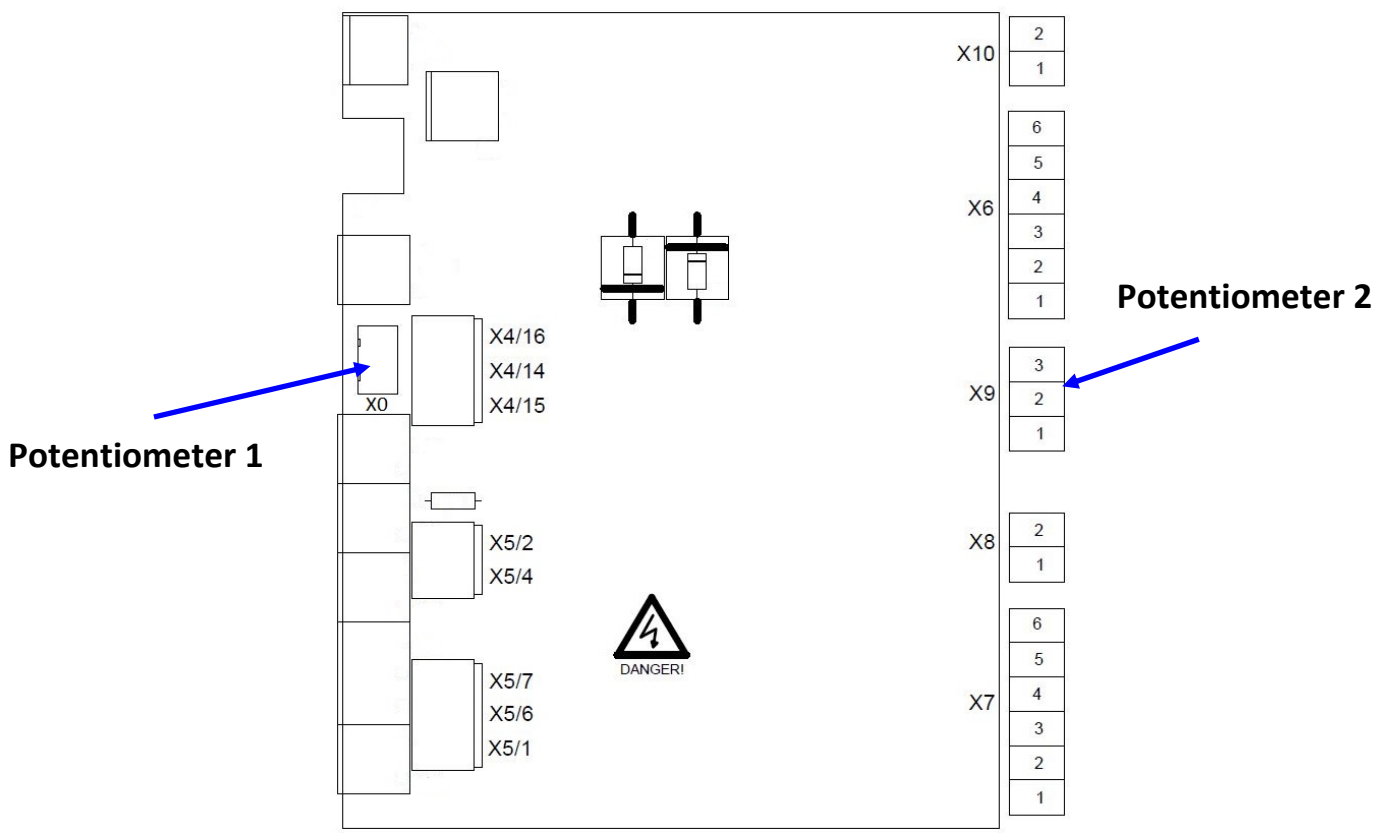 X10
2
1
X6
6
5
4
3
2
1
Potentiometer 2
X4/16
X4/14
X4/15
X0
X9
3
2
1
Potentiometer 1
X5/2
X5/4
X8
2
1
DANGER!
X5/7
X5/6
X5/1
X7
6
5
4
3
2
1